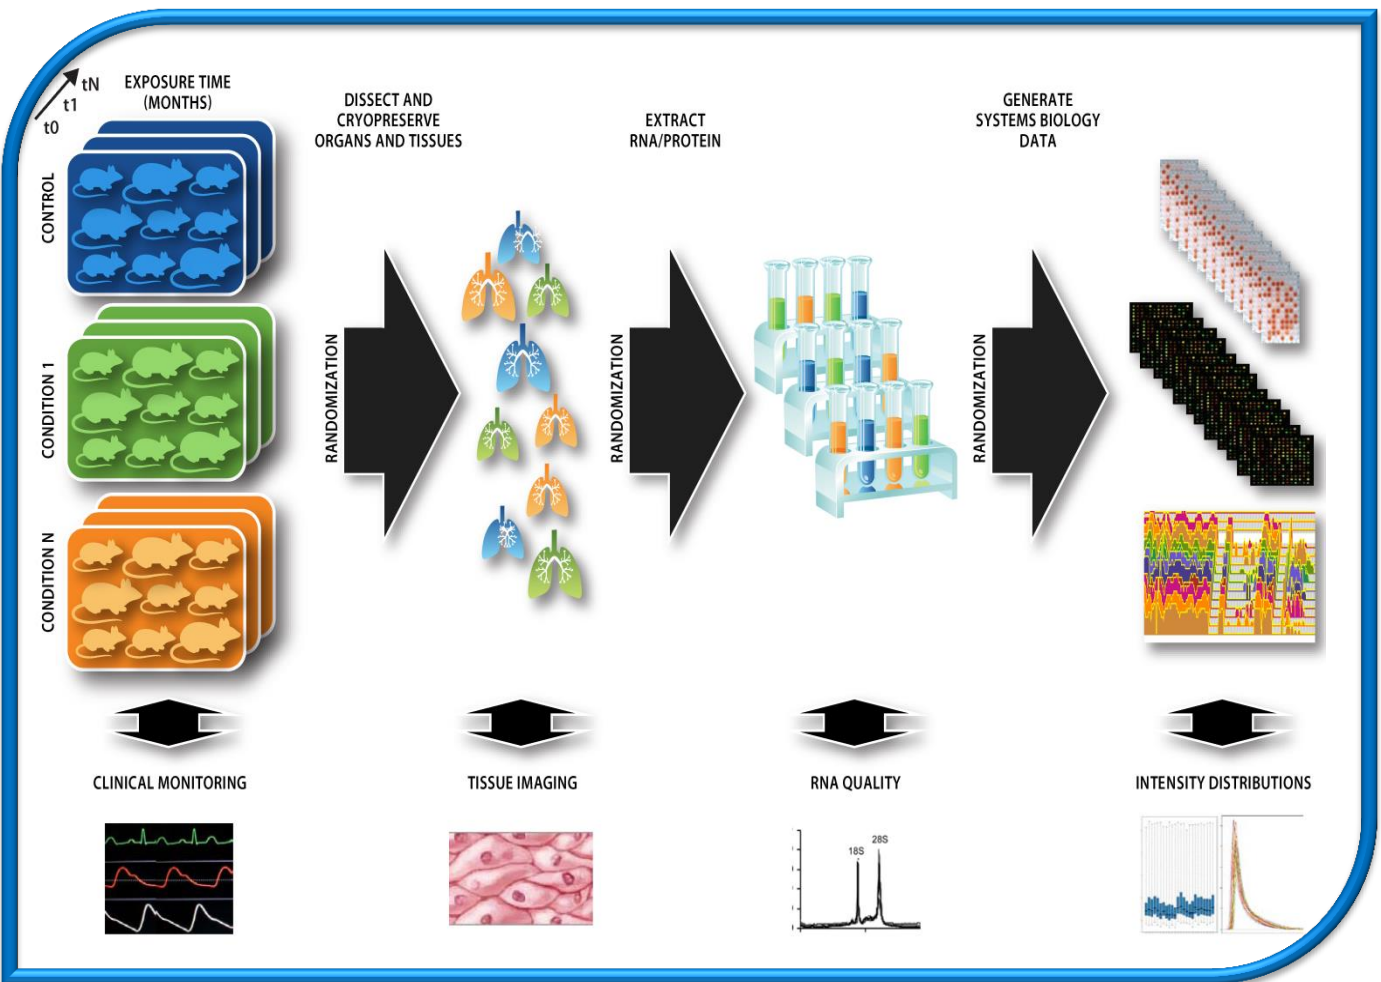 tN
t1
t0
EXPOSURE TIME
(MONTHS)
DISSECT AND
CRYOPRESERVE
ORGANS AND TISSUES
EXTRACT
RNA/PROTEIN
GENERATE
SYSTEMS BIOLOGY
DATA
CONTROL
CONDITION 1
CONDITION N
RANDOMIZATION
RANDOMIZATION
RANDOMIZATION
CLINICAL MONITORING
TISSUE IMAGING
RNA QUALITY
INTENSITY DISTRIBUTIONS
18S
28S